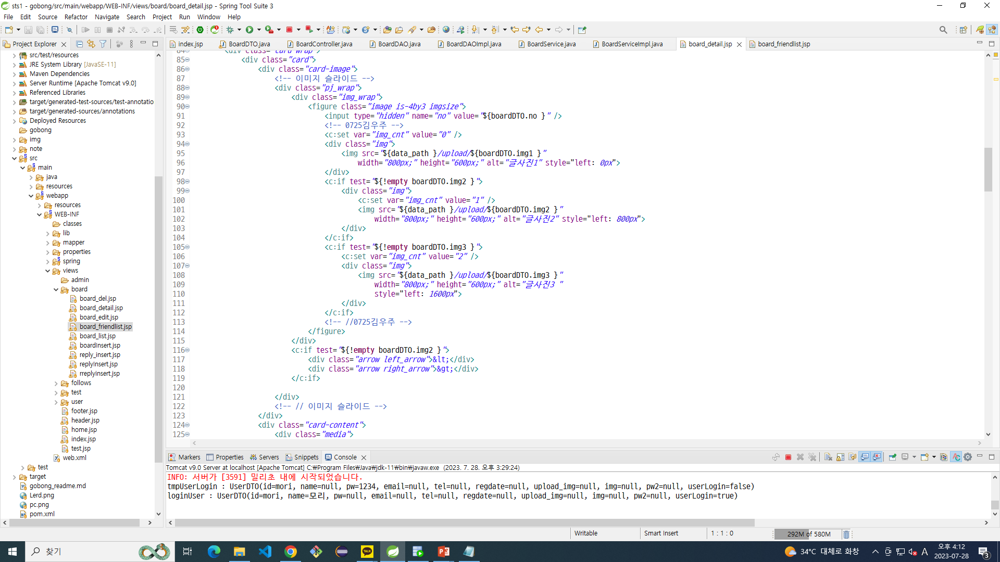 sts1 - gobong/src/main/webapp/WEB-INF/views/board/board_detail.jsp - Spring Tool Suite 3
File Edit Source Refactor Navigate Search Project Run Window Help
Project Explorer
index.jsp BoardDTO.java BoardController.java BoardDAO.java BoardDAOImpl.java BoardService.java BoardServiceImpl.java board_detail.jsp board_friendlist.jsp
src/test/resources
JRE System Library [JavaSE-11]
Maven Dependencies
Server Runtime [Apache Tomcat v9.0]
Referenced Libraries
target/generated-test-sources/test-annotatio
target/generated-sources/annotations
Deployed Resources
gobong
img
note
src
main
java
resources
webapp
resources
WEB-INF
classes
lib
mapper
properties
spring
views
admin
board
board_del.jsp
board_detail.jsp
board_edit.jsp
board_friendlist.jsp
board_list.jsp
boardInsert.jsp
reply_insert.jsp
replyInsert.jsp
rreplyinsert.jsp
follows
test
user
footer.jsp
header.jsp
home.jsp
index.jsp
test.jsp
web.xml
test
target
gobong_readme.md
Lerd.png
pc.png
pom.xml
84 <div class="card wrap">
85 <div class="card">
86 <div class="card-image">
87 <!-- 이미지 슬라이드 -->
88 <div class="pj_wrap">
89 <div class="img_wrap">
90 <figure class="image is-4by3 imgsize">
91 <input type="hidden" name="no" value="${boardDTO.no }" />
92 <!-- 0725김우주 -->
93 <c:set var="img_cnt" value="0" />
94 <div class="img">
95 <img src="${data_path }/upload/${boardDTO.img1 }"
96 width="800px;" height="600px;" alt="글사진1" style="left: 0px">
97 </div>
98 <c:if test="${!empty boardDTO.img2 }">
99 <div class="img">
100 <c:set var="img_cnt" value="1" />
101 <img src="${data_path }/upload/${boardDTO.img2 }"
102 width="800px;" height="600px;" alt="글사진2" style="left: 800px">
103 </div>
104 </c:if>
105 <c:if test="${!empty boardDTO.img3 }">
106 <c:set var="img_cnt" value="2" />
107 <div class="img">
108 <img src="${data_path }/upload/${boardDTO.img3 }"
109 width="800px;" height="600px;" alt="글사진3 "
110 style="left: 1600px">
111 </div>
112 </c:if>
113 <!-- //0725김우주 -->
114 </figure>
115 </div>
116 <c:if test="${!empty boardDTO.img2 }">
117 <div class="arrow left_arrow">&lt;</div>
118 <div class="arrow right_arrow">&gt;</div>
119 </c:if>
120
121 </div>
122 <!-- // 이미지 슬라이드 -->
123 </div>
124 <div class="card-content">
125 <div class="media">
Markers Properties Servers Snippets Console
Tomcat v9.0 Server at localhost [Apache Tomcat] C:₩Program Files₩Java₩jdk-11₩bin₩javaw.exe (2023. 7. 28. 오후 3:29:24)
INFO: 서버가 [3591] 밀리초 내에 시작되었습니다.
tmpUserLogin : UserDTO(id=mori, name=null, pw=1234, email=null, tel=null, regdate=null, upload_img=null, img=null, pw2=null, userLogin=false)
loginUser : UserDTO(id=mori, name=모리, pw=null, email=null, tel=null, regdate=null, upload_img=null, img=null, pw2=null, userLogin=true)
Writable Smart Insert 1 : 1 : 0 292M of 580M
찾기
TALK
34°C 대체로 화창
A
오후 4:12
2023-07-28
3